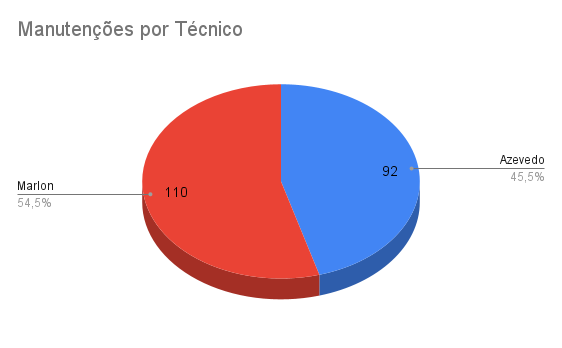 Manutenções por Técnico
Azevedo
45,5%
92
Marlon
54,5%
110